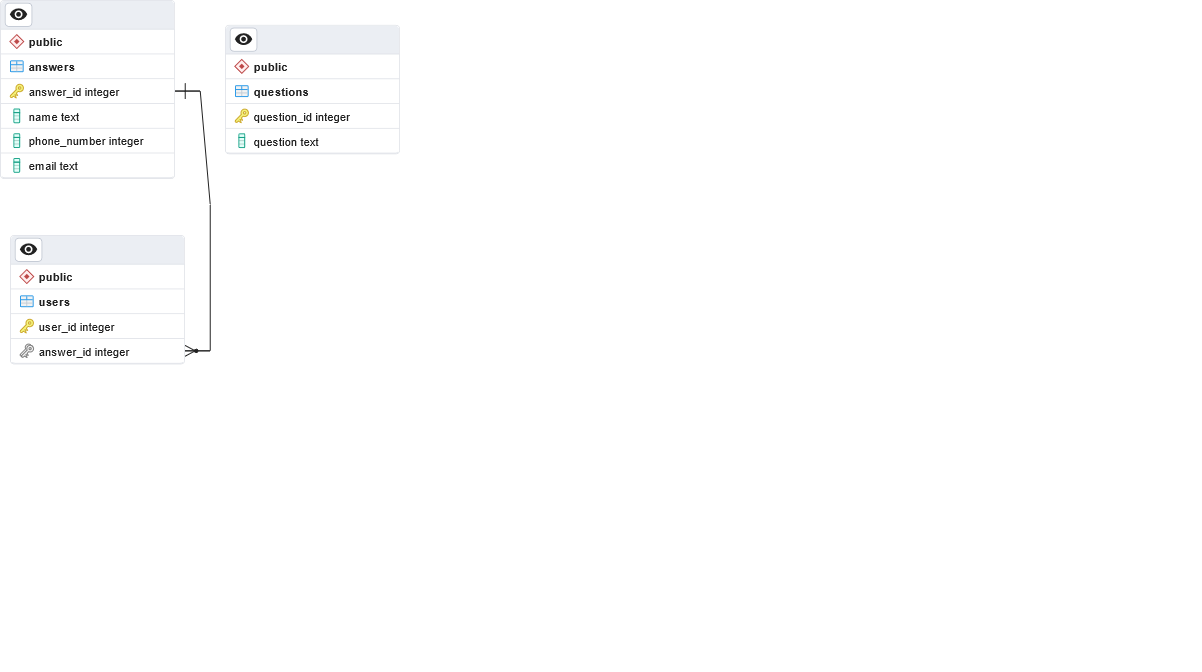 public
answers
answer_id integer
name text
phone_number integer
email text
public
questions
question_id integer
question text
public
users
user_id integer
answer_id integer